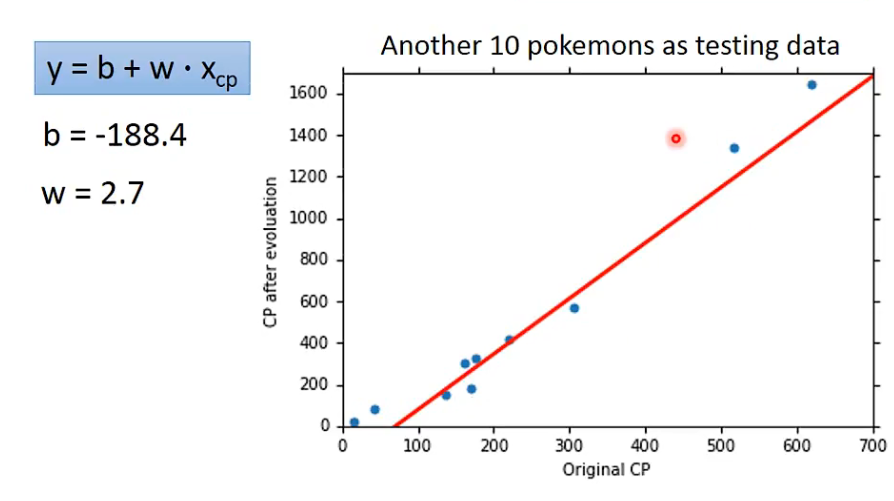 Another 10 pokemons as testing data
y = b + w · xcp
b = -188.4
w = 2.7
CP after evoluation
1600
1400
1200
1000
800
600
400
200
0
0 100 200 300 400 500 600 700
Original CP